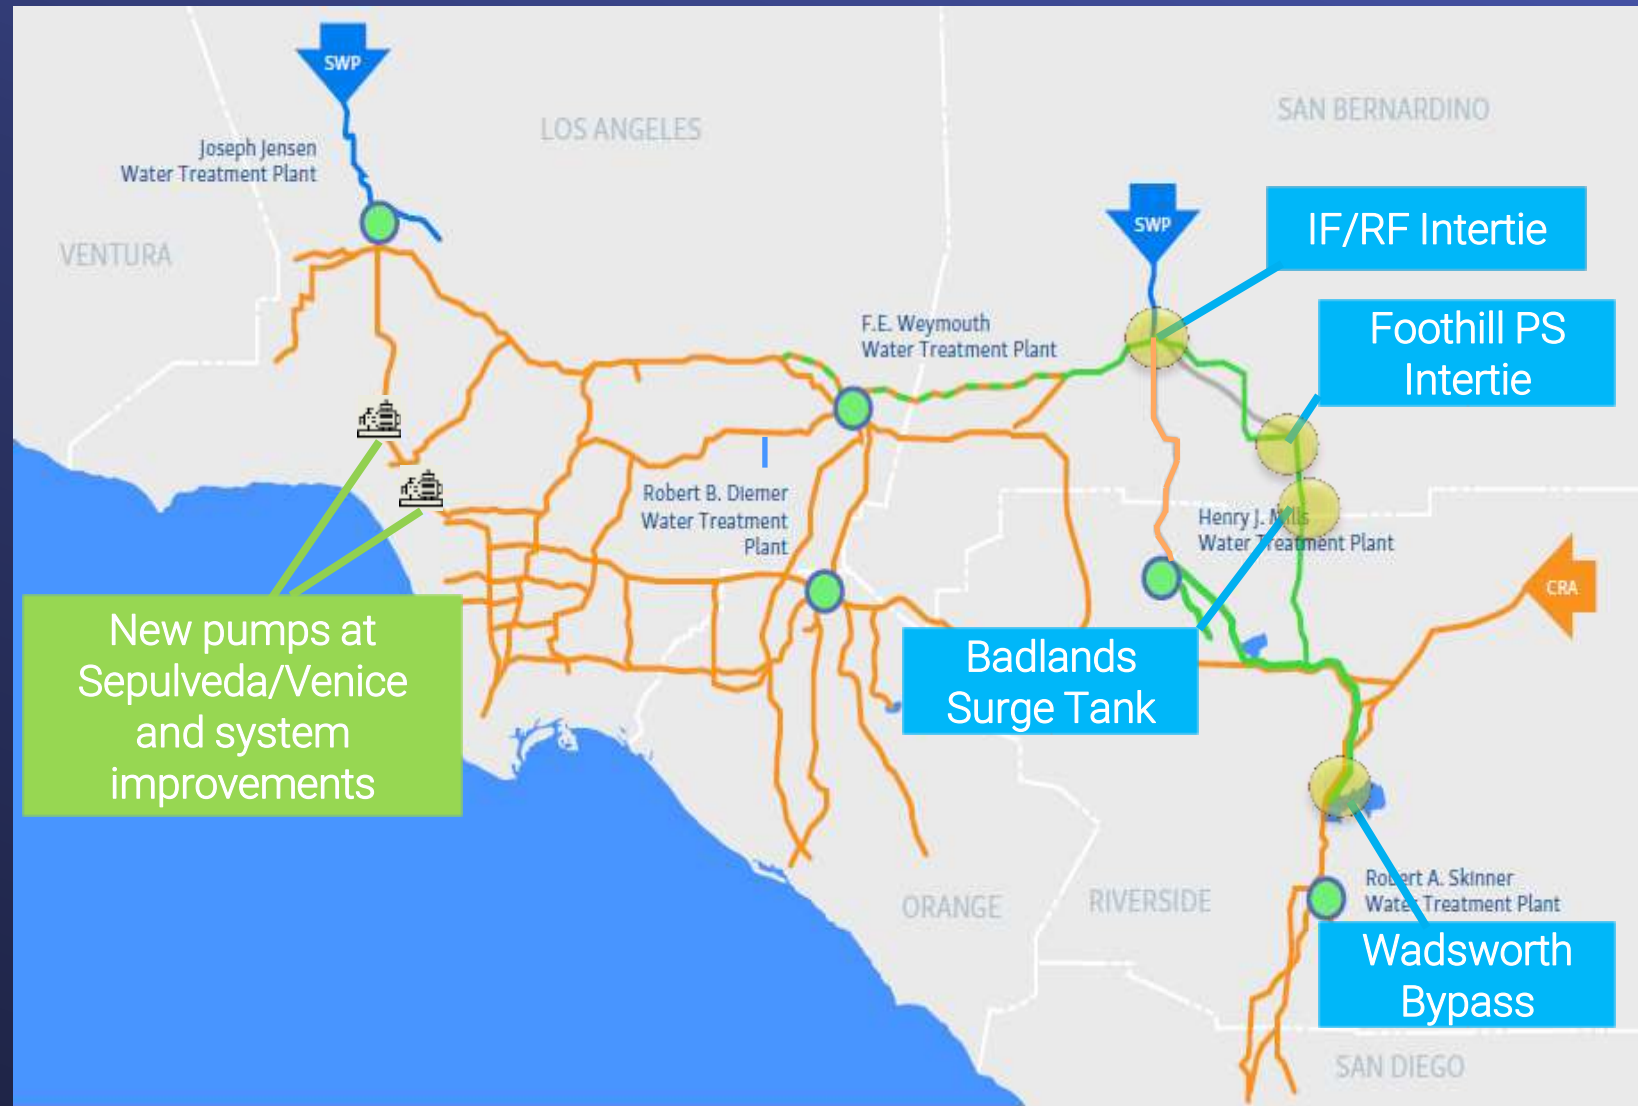 SWP
SAN BERNARDINO
LOS ANGELES
Joseph Jensen
Water Treatment Plant
SWP
IF/RF Intertie
VENTURA
F.E. Weymouth
Water Treatment Plant
Foothill PS
Intertie
Robert B. Diemer
Water Treatment
Plant
Henry J. Mills
Water Treatment Plant
CRA
New pumps at
Sepulveda/Venice
and system
improvements
Badlands
Surge Tank
Robert A. Skinner
Water Treatment Plant
ORANGE
RIVERSIDE
Wadsworth
Bypass
SAN DIEGO